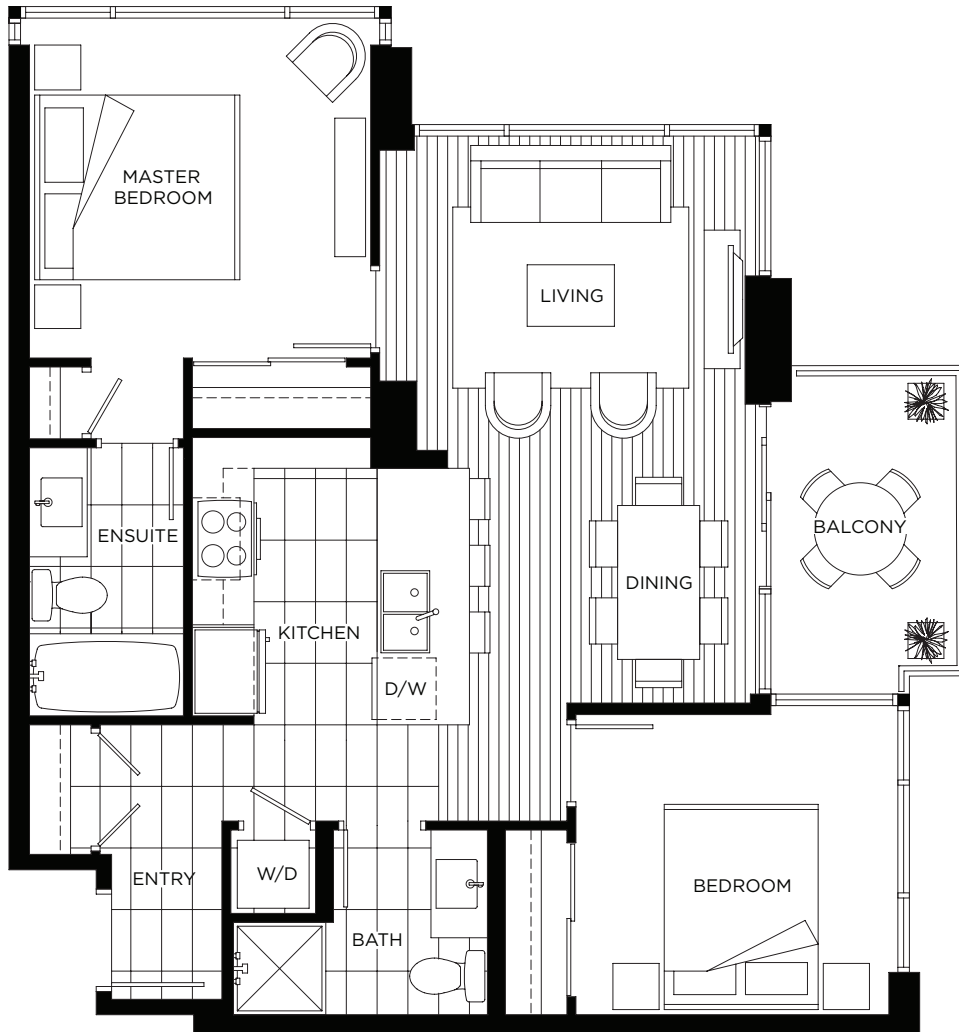 MASTER
BEDROOM
LIVING
ENSUITE
BALCONY
DINING
KITCHEN
D/W
ENTRY
W/D
BEDROOM
BATH